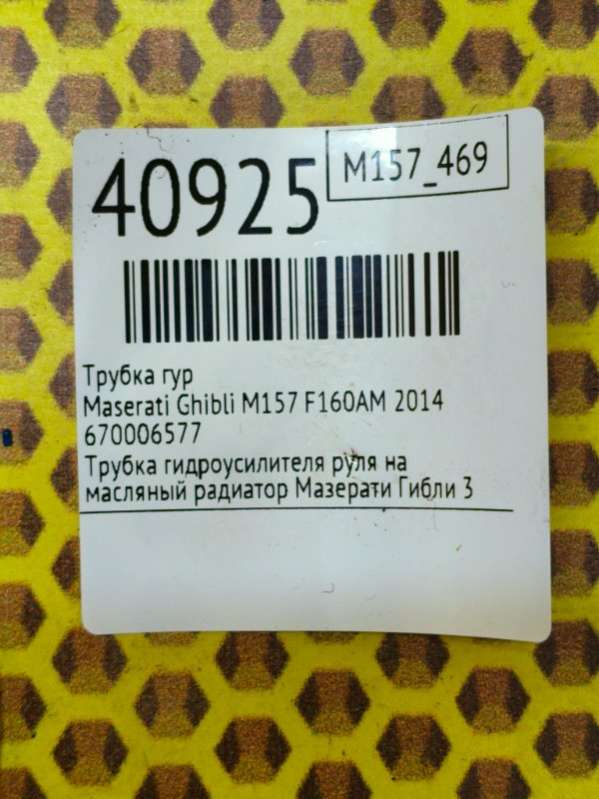 40925
M157_469
Трубка гур
Maserati Ghibli M157 F160AM 2014
670006577
Трубка гидроусилителя руля на
масляный радиатор Мазерати Гибли 3